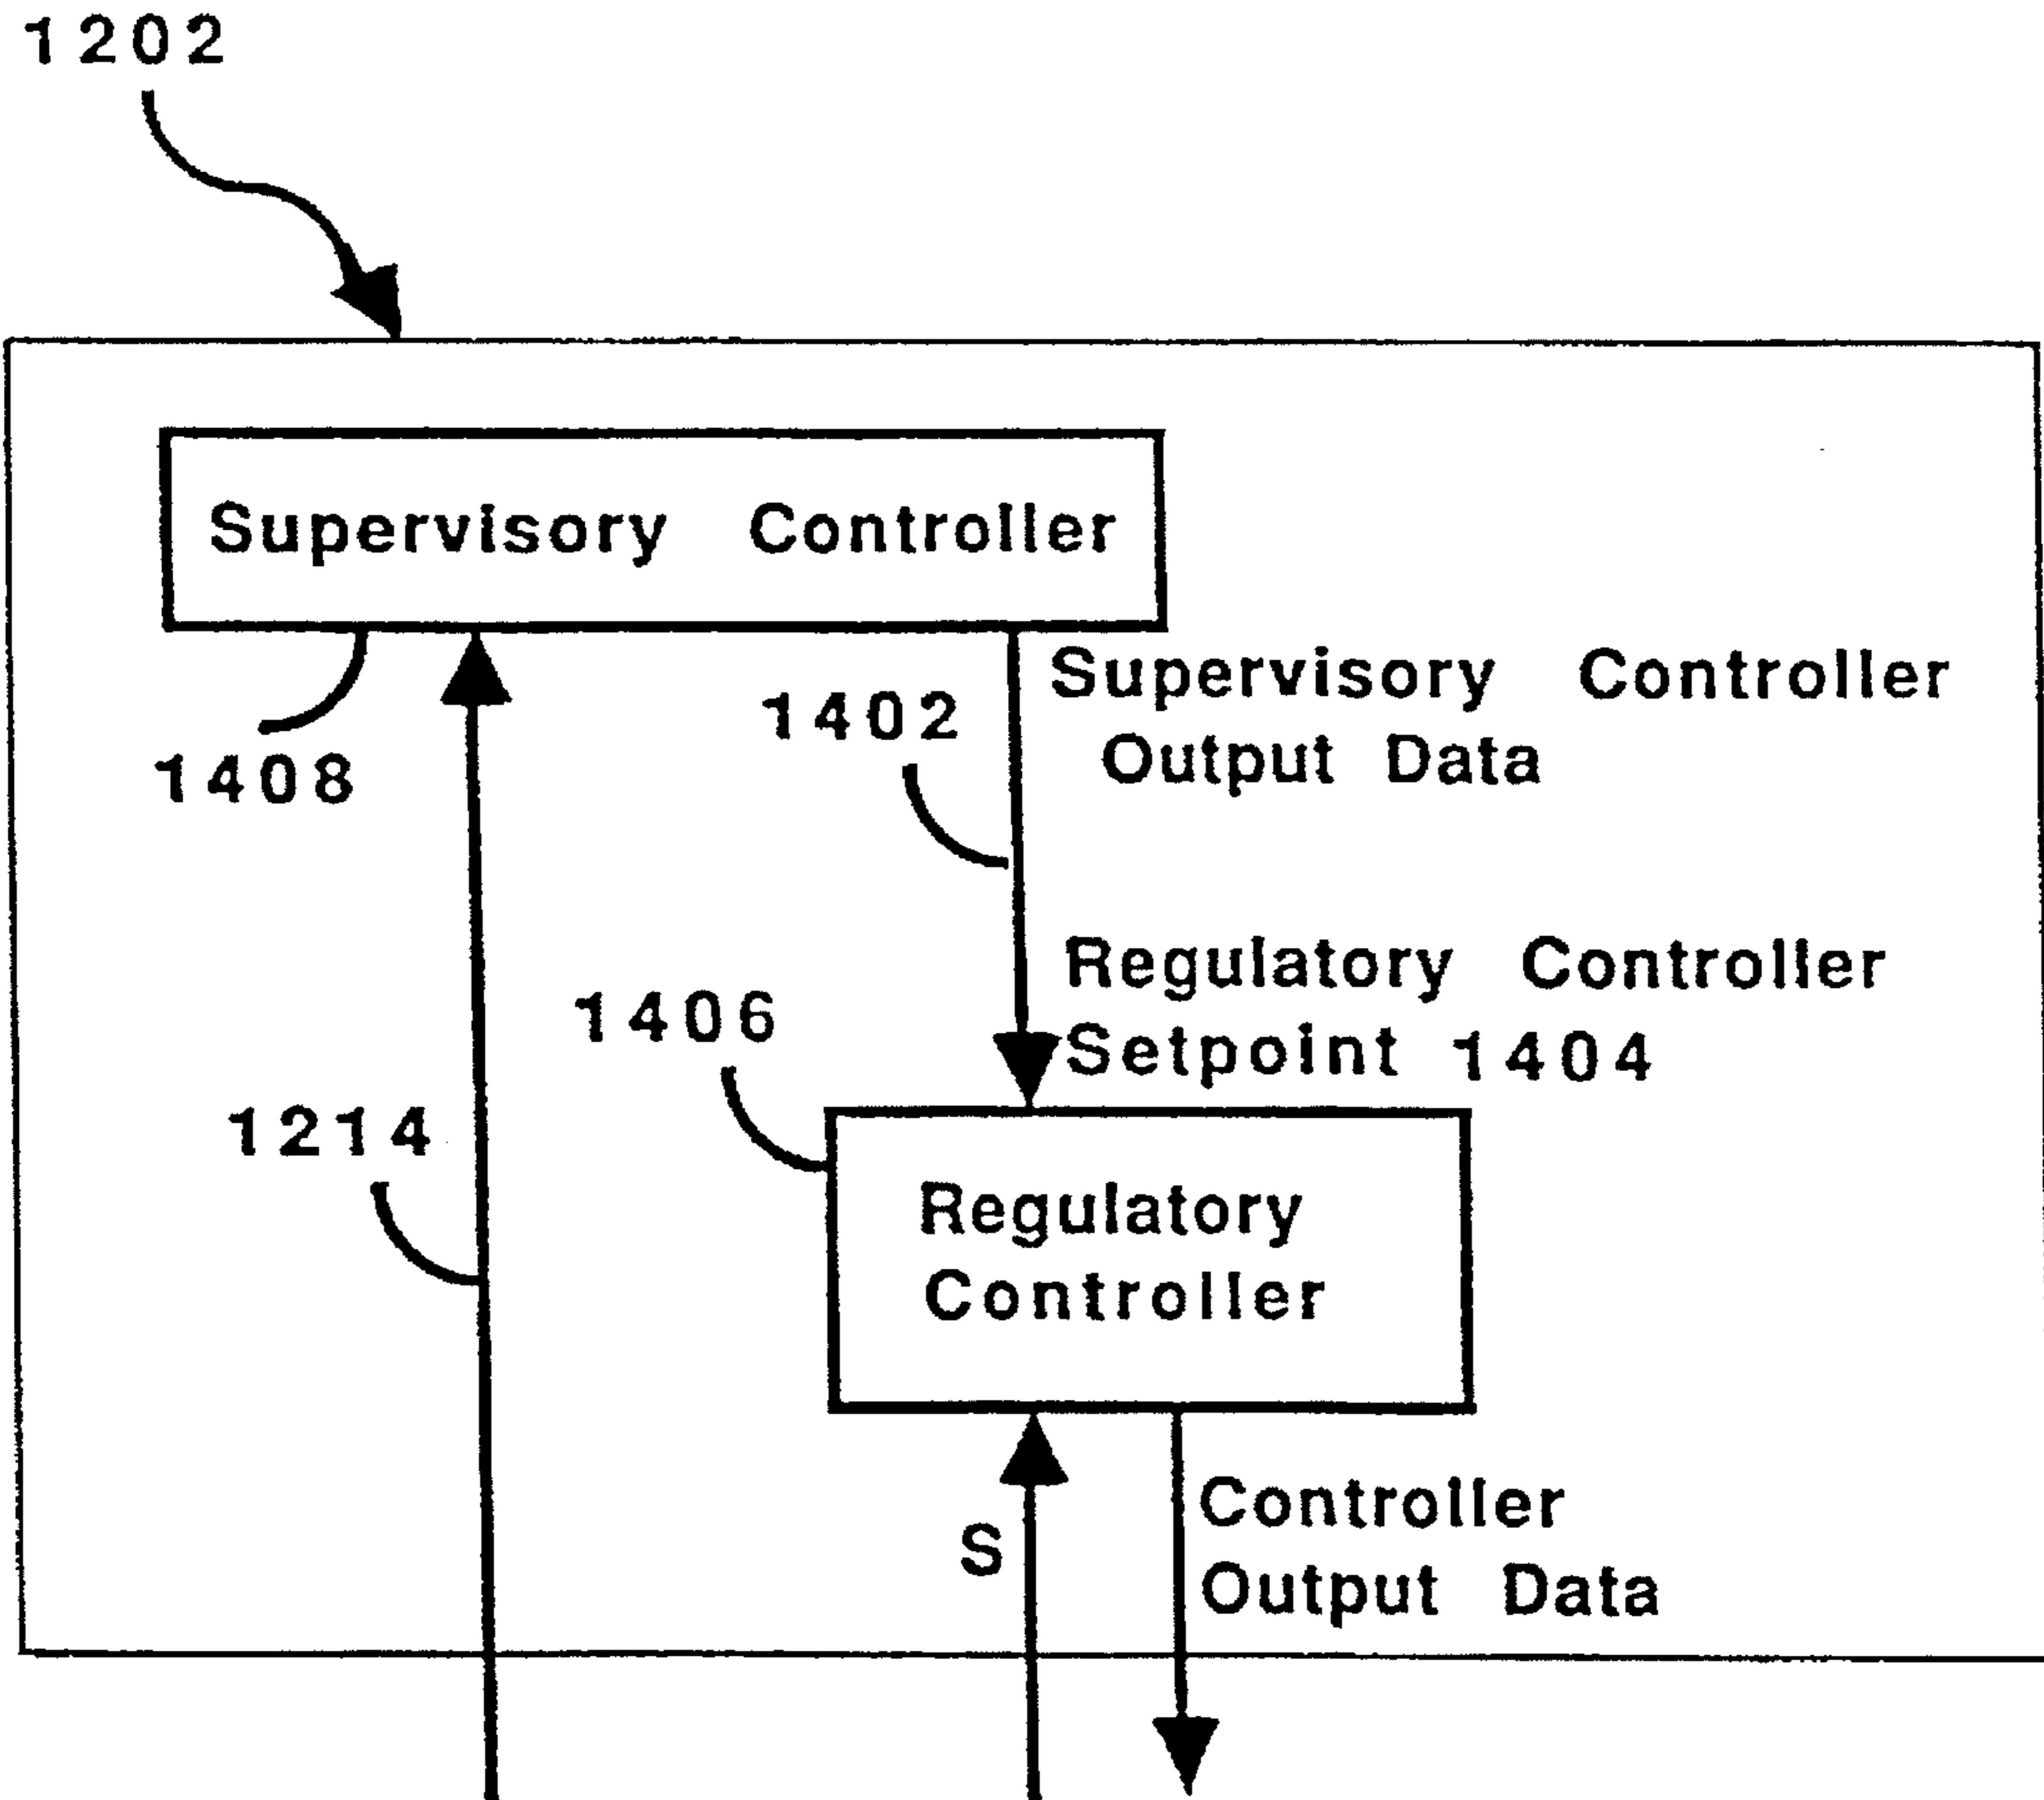 1202
Supervisory Controller
Supervisory Controller
Output Data
1402
1408
Regulatory Controller
Setpoint 1404
1406
1214
Regulatory
Controller
Controller
Output Data
S